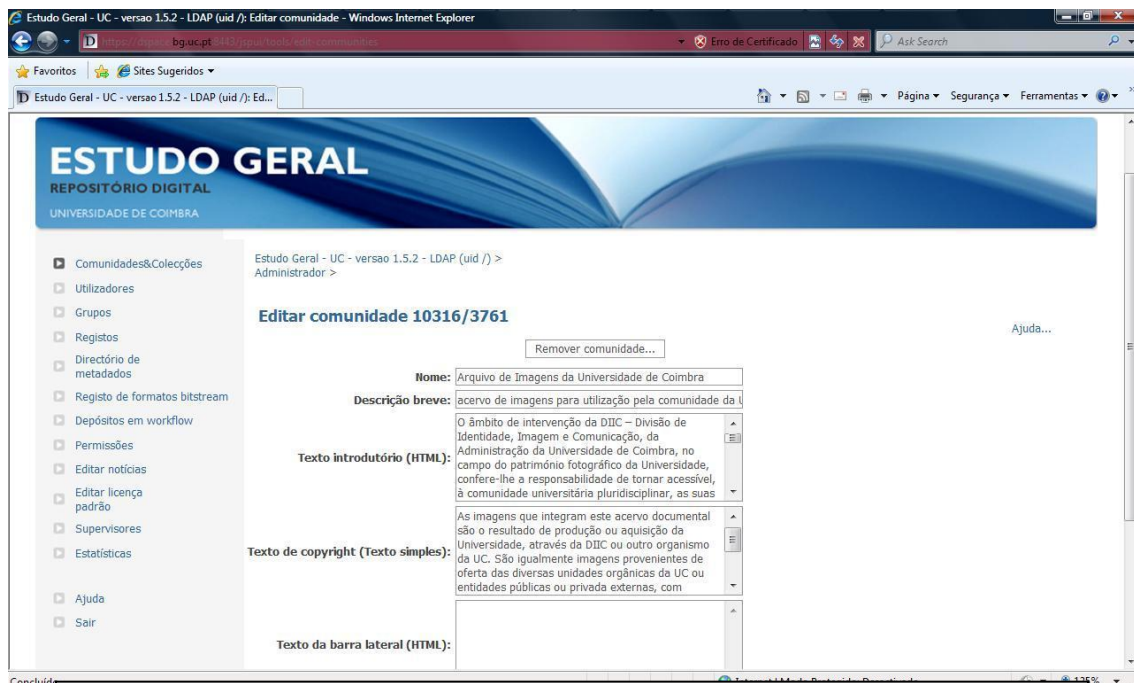 Estudo Geral - UC - versao 1.5.2 - LDAP (uid /): Editar comunidade - Windows Internet Explorer
bg.uc.pt:8443/jspui/tools/edit-communities
Erro de Certificado
Ask Search
Favoritos
Sites Sugeridos
Estudo Geral - UC - versao 1.5.2 - LDAP (uid /): Ed...
Página
Segurança
Ferramentas
ESTUDO GERAL
REPOSITÓRIO DIGITAL
UNIVERSIDADE DE COIMBRA
Comunidades&Colecções
Utilizadores
Grupos
Registos
Directório de
metadados
Registo de formatos bitstream
Depósitos em workflow
Permissões
Editar notícias
Editar licença
padrão
Supervisores
Estatísticas
Ajuda
Sair
Estudo Geral - UC - versao 1.5.2 - LDAP (uid /) >
Administrador >
Editar comunidade 10316/3761
Ajuda...
Remover comunidade...
Nome: Arquivo de Imagens da Universidade de Coimbra
Descrição breve: acervo de imagens para utilização pela comunidade da U
Texto introdutório (HTML):
O âmbito de intervenção da DIIC – Divisão de
Identidade, Imagem e Comunicação, da
Administração da Universidade de Coimbra, no
campo do património fotográfico da Universidade,
confere-lhe a responsabilidade de tornar acessível,
à comunidade universitária pluridisciplinar, as suas
Texto de copyright (Texto simples):
As imagens que integram este acervo documental
são o resultado de produção ou aquisição da
Universidade, através da DIIC ou outro organismo
da UC. São igualmente imagens provenientes de
oferta das diversas unidades orgânicas da UC ou
entidades públicas ou privada externas, com
Texto da barra lateral (HTML):
Concluído
Internet | Modo Protegido: Desactivado
125%